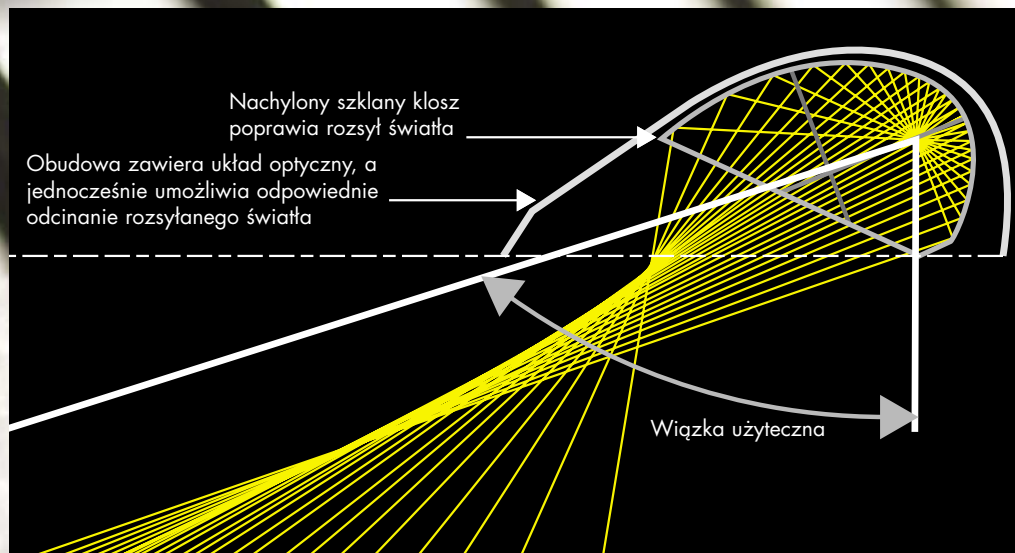 Nachylony szklany klosz
poprawia rozsył światła
Obudowa zawiera układ optyczny, a
jednocześnie umożliwia odpowiednie
odcinanie rozsyłanego światła
Wiązka użyteczna